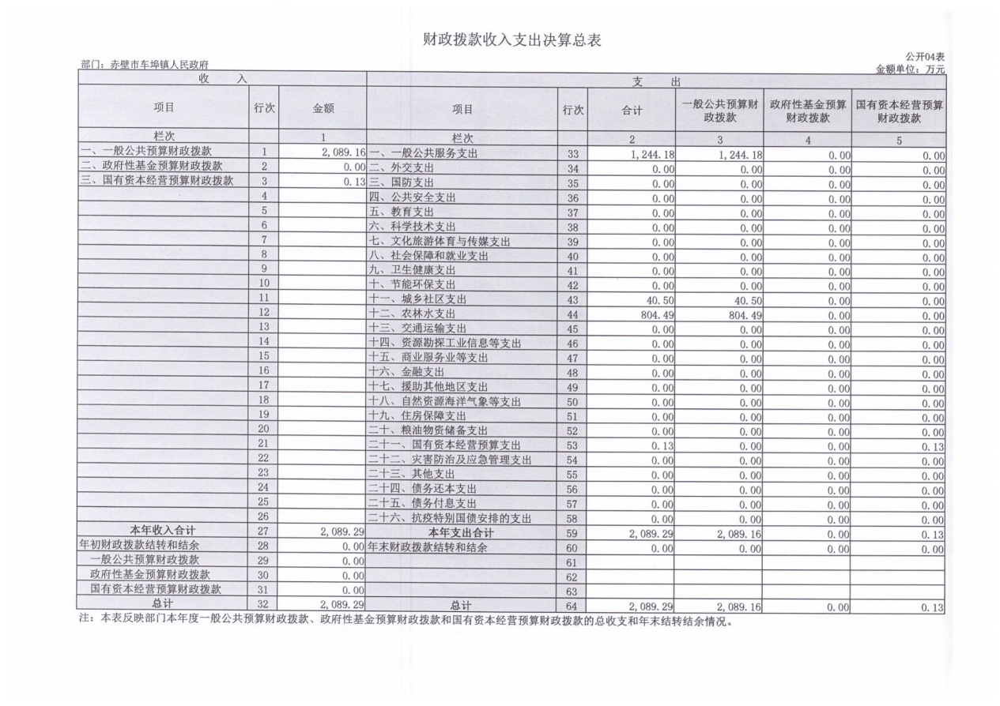 财政拨款收入支出决算总表
公开04表
部门：赤壁市车埠镇人民政府 金额单位：万元
收 入 支 出
项目 行次 金额 项目 行次 合计 一般公共预算财政拨款 政府性基金预算财政拨款 国有资本经营预算财政拨款
栏次 1 栏次 2 3 4 5
一、一般公共预算财政拨款 1 2,089.16 一、一般公共服务支出 33 1,244.18 1,244.18 0.00 0.00
二、政府性基金预算财政拨款 2 0.00 二、外交支出 34 0.00 0.00 0.00 0.00
三、国有资本经营预算财政拨款 3 0.13 三、国防支出 35 0.00 0.00 0.00 0.00
4 四、公共安全支出 36 0.00 0.00 0.00 0.00
5 五、教育支出 37 0.00 0.00 0.00 0.00
6 六、科学技术支出 38 0.00 0.00 0.00 0.00
7 七、文化旅游体育与传媒支出 39 0.00 0.00 0.00 0.00
8 八、社会保障和就业支出 40 0.00 0.00 0.00 0.00
9 九、卫生健康支出 41 0.00 0.00 0.00 0.00
10 十、节能环保支出 42 0.00 0.00 0.00 0.00
11 十一、城乡社区支出 43 40.50 40.50 0.00 0.00
12 十二、农林水支出 44 804.49 804.49 0.00 0.00
13 十三、交通运输支出 45 0.00 0.00 0.00 0.00
14 十四、资源勘探工业信息等支出 46 0.00 0.00 0.00 0.00
15 十五、商业服务业等支出 47 0.00 0.00 0.00 0.00
16 十六、金融支出 48 0.00 0.00 0.00 0.00
17 十七、援助其他地区支出 49 0.00 0.00 0.00 0.00
18 十八、自然资源海洋气象等支出 50 0.00 0.00 0.00 0.00
19 十九、住房保障支出 51 0.00 0.00 0.00 0.00
20 二十、粮油物资储备支出 52 0.00 0.00 0.00 0.00
21 二十一、国有资本经营预算支出 53 0.13 0.00 0.00 0.13
22 二十二、灾害防治及应急管理支出 54 0.00 0.00 0.00 0.00
23 二十三、其他支出 55 0.00 0.00 0.00 0.00
24 二十四、债务还本支出 56 0.00 0.00 0.00 0.00
25 二十五、债务付息支出 57 0.00 0.00 0.00 0.00
26 二十六、抗疫特别国债安排的支出 58 0.00 0.00 0.00 0.00
本年收入合计 27 2,089.29 本年支出合计 59 2,089.29 2,089.16 0.00 0.13
年初财政拨款结转和结余 28 0.00 年末财政拨款结转和结余 60 0.00 0.00 0.00 0.00
一般公共预算财政拨款 29 0.00 61
政府性基金预算财政拨款 30 0.00 62
国有资本经营预算财政拨款 31 0.00 63
总计 32 2,089.29 总计 64 2,089.29 2,089.16 0.00 0.13
注：本表反映部门本年度一般公共预算财政拨款、政府性基金预算财政拨款和国有资本经营预算财政拨款的总收支和年末结转结余情况。